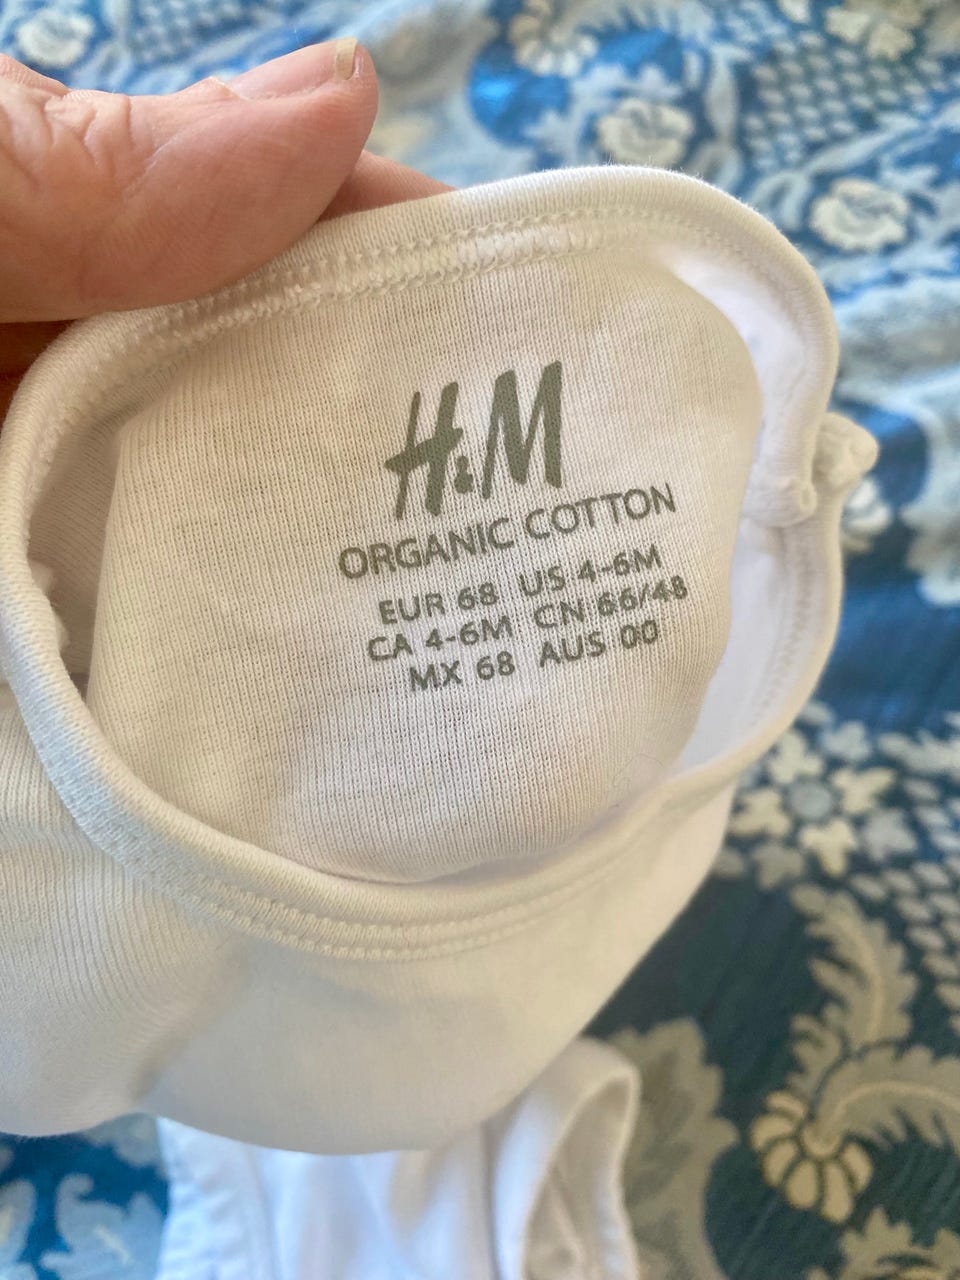 H&M
ORGANIC COTTON
EUR 68 US 4-6M
CA 4-6M CN 66/48
MX 68 AUS 00